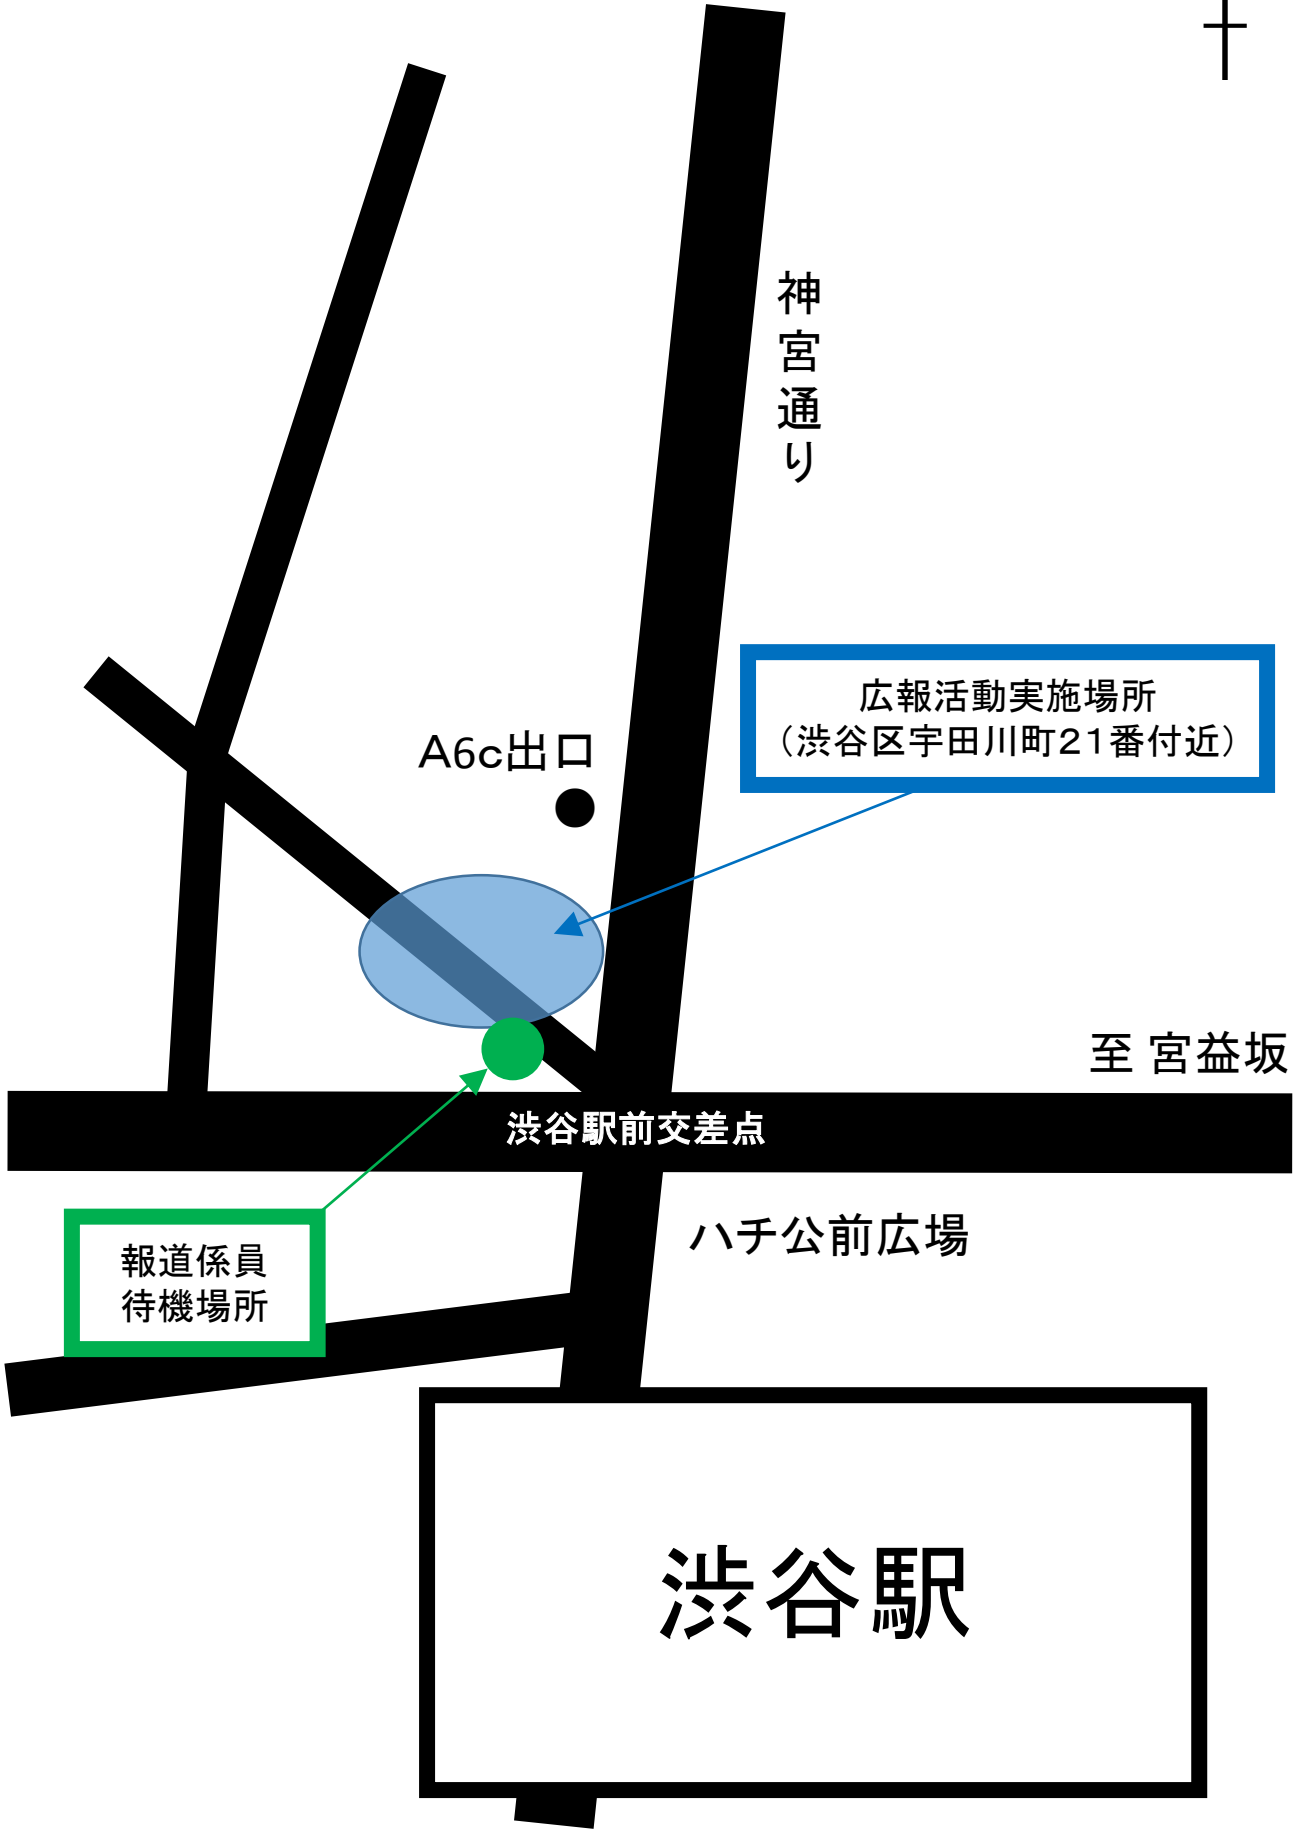 神宮通り
広報活動実施場所
（渋谷区宇田川町21番付近）
A6c出口
至 宮益坂
渋谷駅前交差点
ハチ公前広場
報道係員
待機場所
渋谷駅